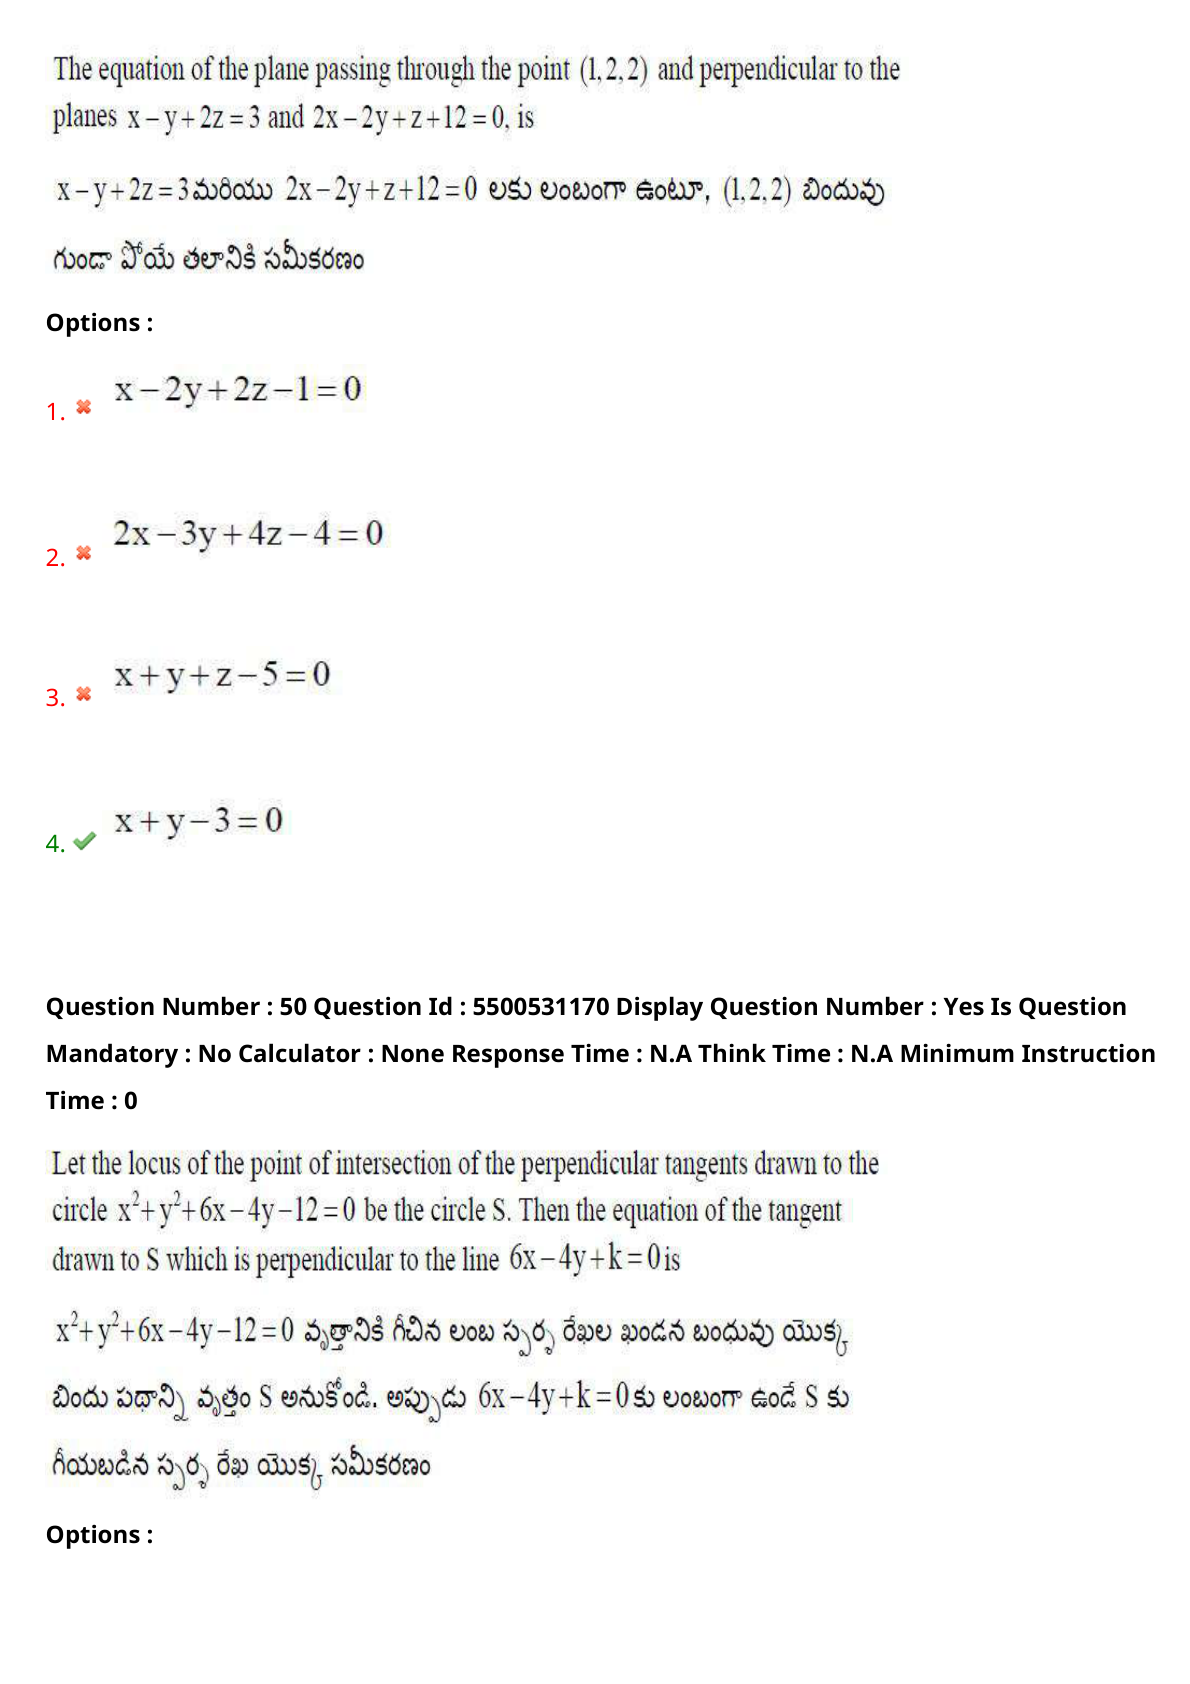 The equation of the plane passing through the point (1,2,2) and perpendicular to the
planes x−y+2z=3 and 2x−2y+z+12=0, is
x−y+2z=3మరియు 2x−2y+z+12=0 లకు లంబంగా ఉంటూ, (1,2,2) బిందువు
గుండా పోయే తలానికి సమీకరణం
Options :
1. x−2y+2z−1=0
2. 2x−3y+4z−4=0
3. x+y+z−5=0
4. x+y−3=0
Question Number : 50 Question Id : 5500531170 Display Question Number : Yes Is Question
Mandatory : No Calculator : None Response Time : N.A Think Time : N.A Minimum Instruction
Time : 0
Let the locus of the point of intersection of the perpendicular tangents drawn to the
circle x²+y²+6x−4y−12=0 be the circle S. Then the equation of the tangent
drawn to S which is perpendicular to the line 6x−4y+k=0 is
x²+y²+6x−4y−12=0 వృత్తానికి గీచిన లంబ స్పర్శ రేఖల ఖండన బంధువు యొక్క
బిందు పథాన్ని వృత్తం S అనుకోండి. అప్పుడు 6x−4y+k=0కు లంబంగా ఉండే S కు
గీయబడిన స్పర్శ రేఖ యొక్క సమీకరణం
Options :